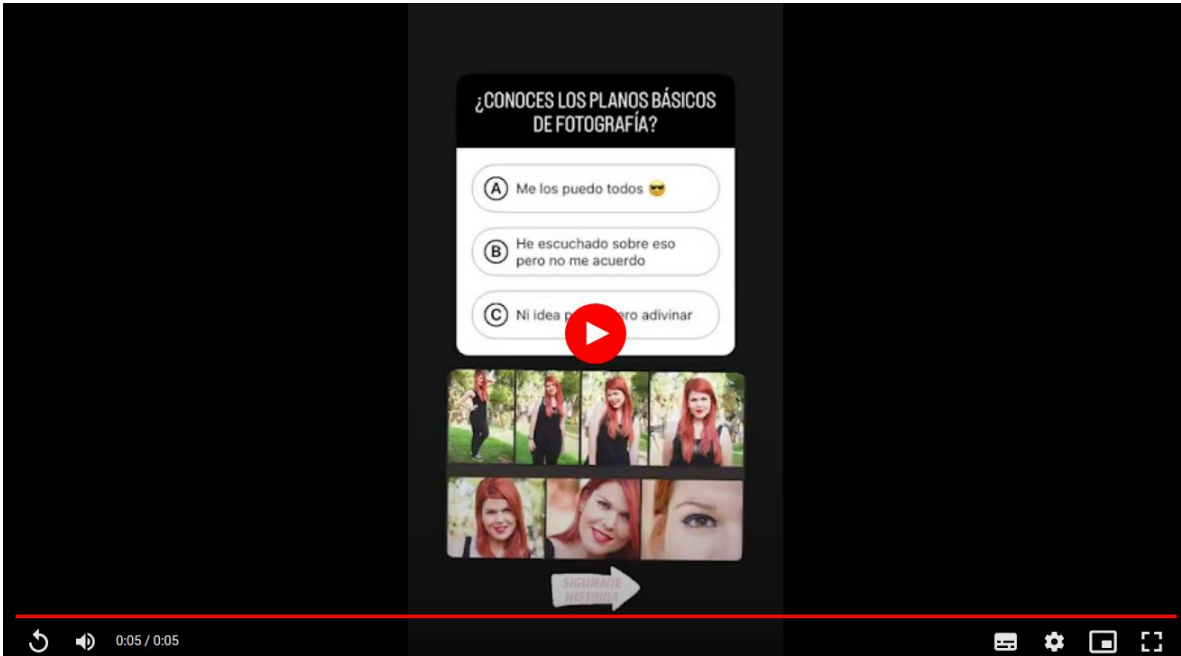 ¿CONOCES LOS PLANOS BÁSICOS
DE FOTOGRAFÍA?
A Me los puedo todos 😎
B He escuchado sobre eso
pero no me acuerdo
C Ni idea adivinar
SIGUIENTE
HISTORIA
0:05 / 0:05